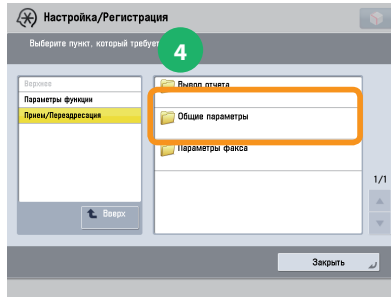 Настройка/Регистрация
Выберите пункт, который требуе
4
Верхнее
Параметры функции
Прием/Переадресация
Вверх
Вывод отчета
Общие параметры
Параметры факса
1/1
Закрыть